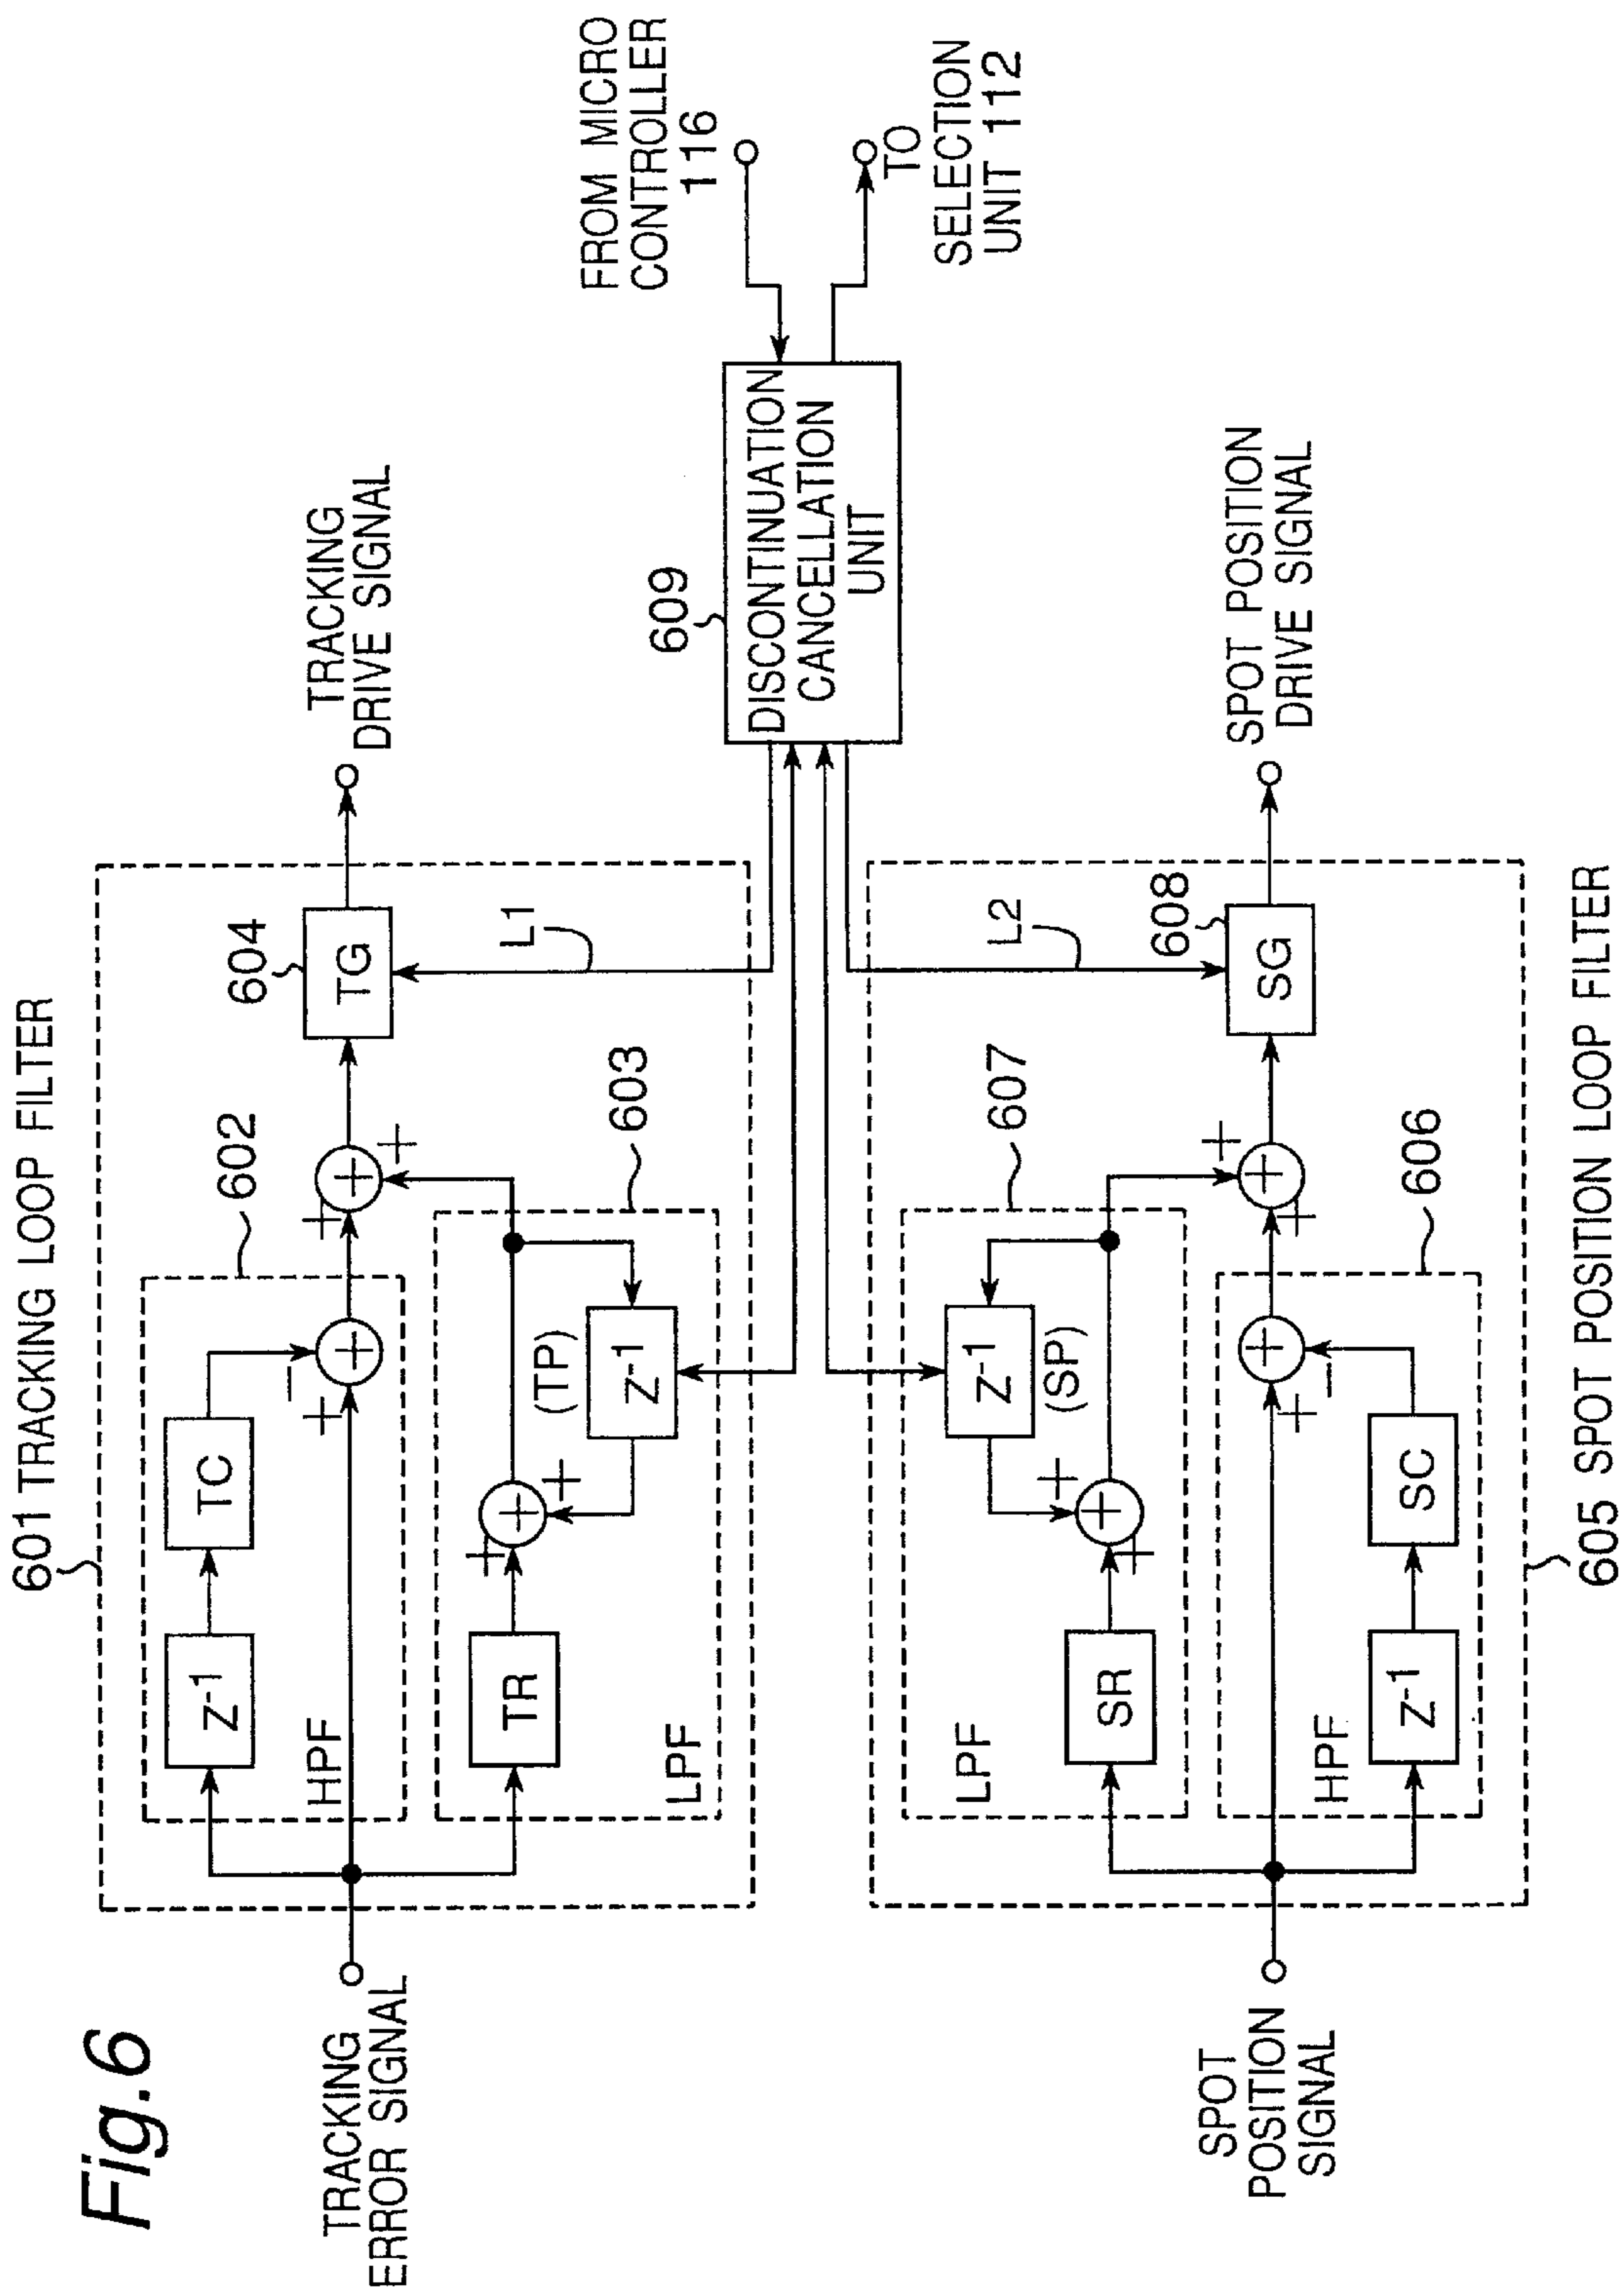 Fig.6
601 TRACKING LOOP FILTER
TRACKING
ERROR SIGNAL
HPF
Z-1
TC
+
−
+
602
LPF
TR
+
+
+
Z-1
(TP)
603
+
+
+
604
TG
L1
TRACKING
DRIVE SIGNAL
609
DISCONTINUATION
CANCELLATION
UNIT
FROM MICRO
CONTROLLER
116
TO
SELECTION
UNIT 112
SPOT
POSITION
SIGNAL
LPF
SR
+
+
+
Z-1
(SP)
607
HPF
Z-1
SC
+
−
+
606
+
+
+
L2
608
SG
SPOT POSITION
DRIVE SIGNAL
605 SPOT POSITION LOOP FILTER